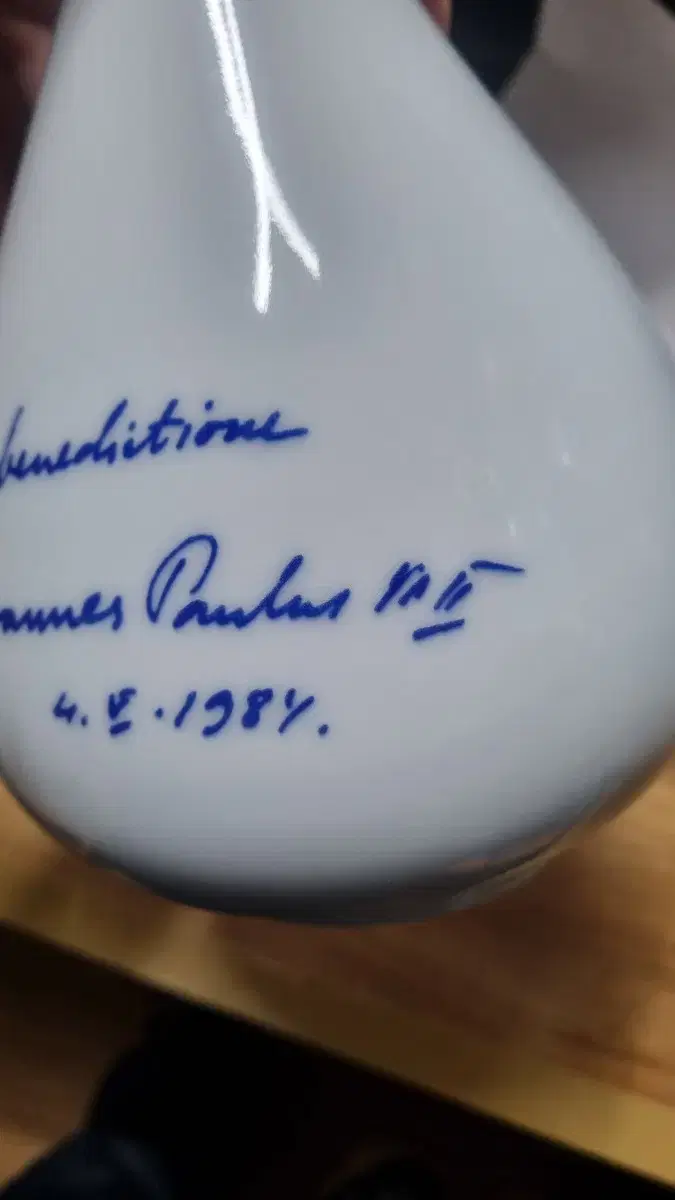 benedictione
annes Paulus PP II
4. V. 1984.